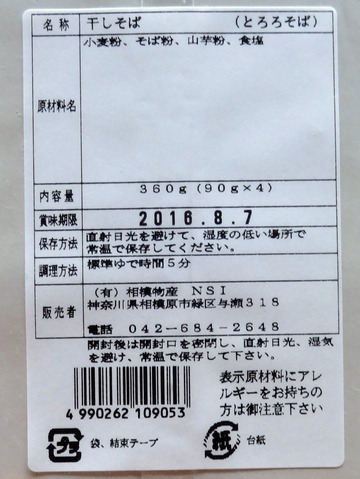 名称 干しそば (とろろそば)
原材料名 小麦粉、そば粉、山芋粉、食塩
内容量 360g(90g×4)
賞味期限 2016.8.7
保存方法 直射日光を避けて、湿度の低い場所で
常温で保存してください。
調理方法 標準ゆで時間5分
販売者 (有)相模物産 NSI
神奈川県相模原市緑区与瀬318
電話 042-684-2648
開封後は開封口を密閉し、直射日光、湿気
を避け、常温で保存して下さい。
表示原材料にアレ
ルギーをお持ちの
方は御注意下さい
4 990262 109053
プラ 袋、結束テープ
紙 台紙